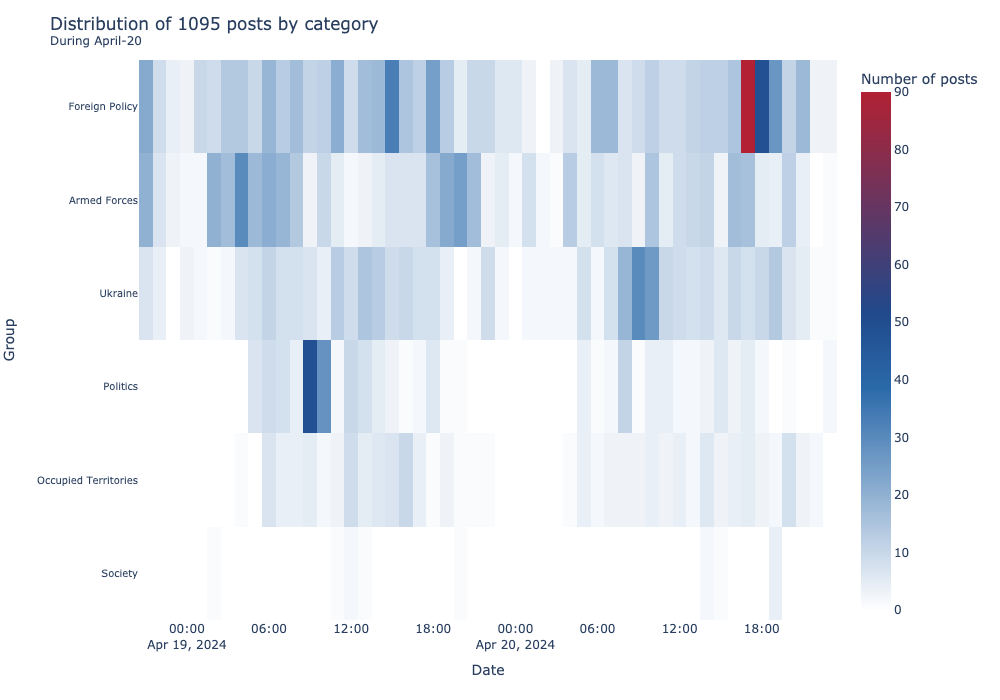 Distribution of 1095 posts by category
During April-20
Number of posts
Foreign Policy
Armed Forces
Ukraine
Politics
Occupied Territories
Society
Group
90
80
70
60
50
40
30
20
10
0
00:00 06:00 12:00 18:00 00:00 06:00 12:00 18:00
Apr 19, 2024 Apr 20, 2024
Date